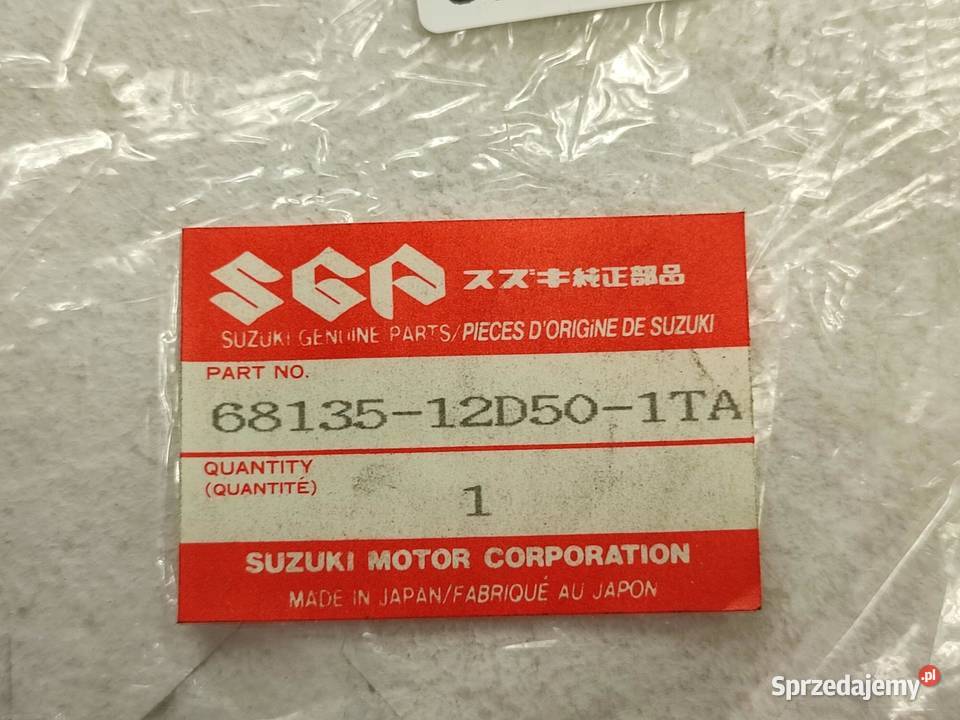 SGP スズキ純正部品
SUZUKI GENUINE PARTS/PIECES D'ORIGINE DE SUZUKI
PART NO.
68135-12D50-1TA
QUANTITY
(QUANTITÉ)
1
SUZUKI MOTOR CORPORATION
MADE IN JAPAN/FABRIQUÉ AU JAPON
Sprzedajemy.pl